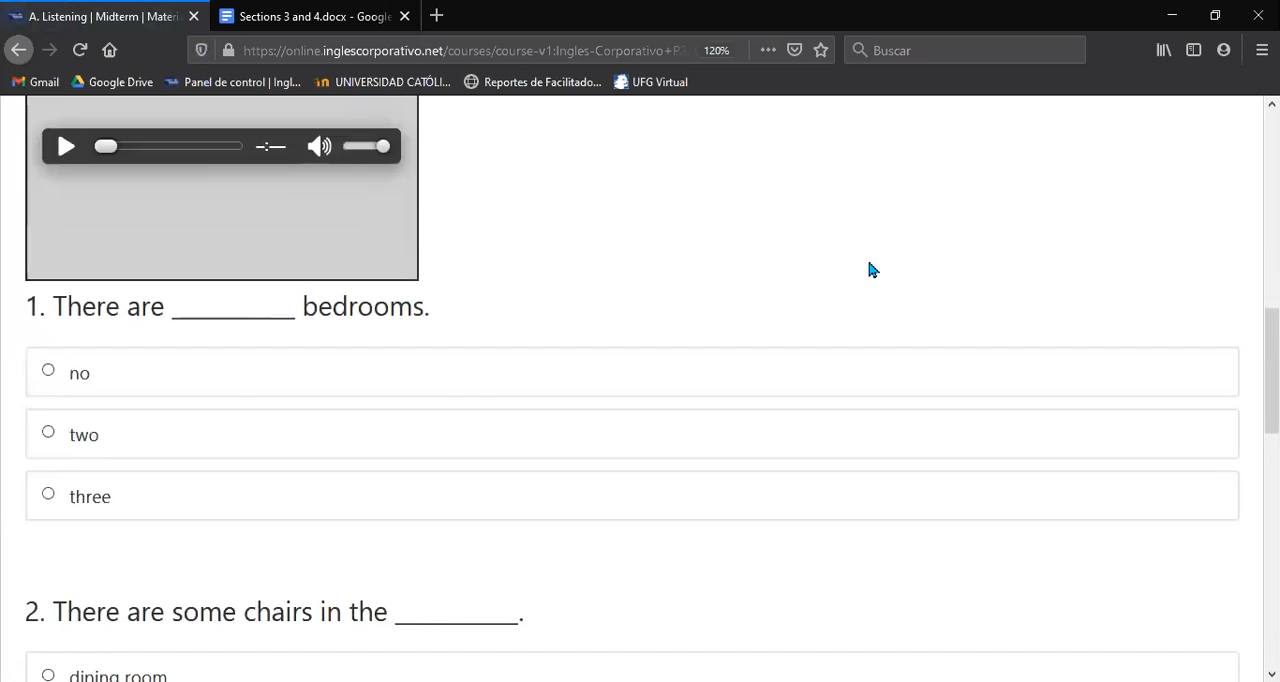 A. Listening | Midterm | Materi
Sections 3 and 4.docx - Google
https://online.inglescorporativo.net/courses/course-v1:Ingles-Corporativo+P
120%
Buscar
Gmail
Google Drive
Panel de control | Ingl...
UNIVERSIDAD CATÓLI...
Reportes de Facilitado...
UFG Virtual
--:--
1. There are __________ bedrooms.
no
two
three
2. There are some chairs in the __________.
dining room